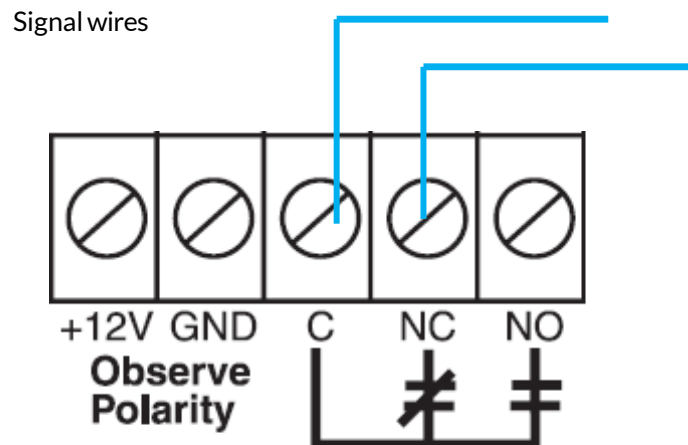 Signal wires
+12V GND C NC NO
Observe
Polarity